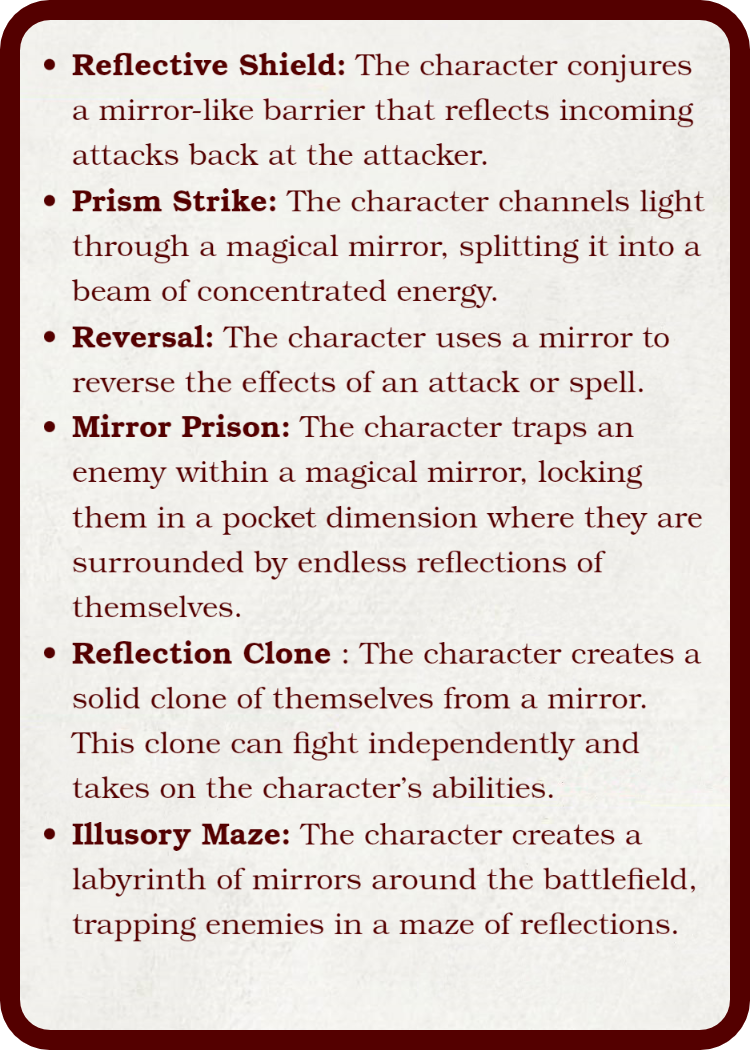 • Reflective Shield: The character conjures
a mirror-like barrier that reflects incoming
attacks back at the attacker.
• Prism Strike: The character channels light
through a magical mirror, splitting it into a
beam of concentrated energy.
• Reversal: The character uses a mirror to
reverse the effects of an attack or spell.
• Mirror Prison: The character traps an
enemy within a magical mirror, locking
them in a pocket dimension where they are
surrounded by endless reflections of
themselves.
• Reflection Clone : The character creates a
solid clone of themselves from a mirror.
This clone can fight independently and
takes on the character’s abilities.
• Illusory Maze: The character creates a
labyrinth of mirrors around the battlefield,
trapping enemies in a maze of reflections.